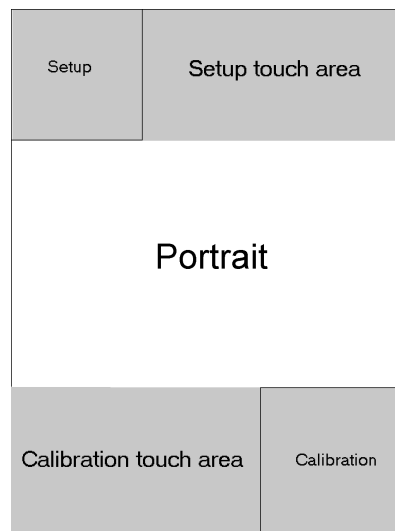 Setup
Setup touch area
Portrait
Calibration touch area
Calibration